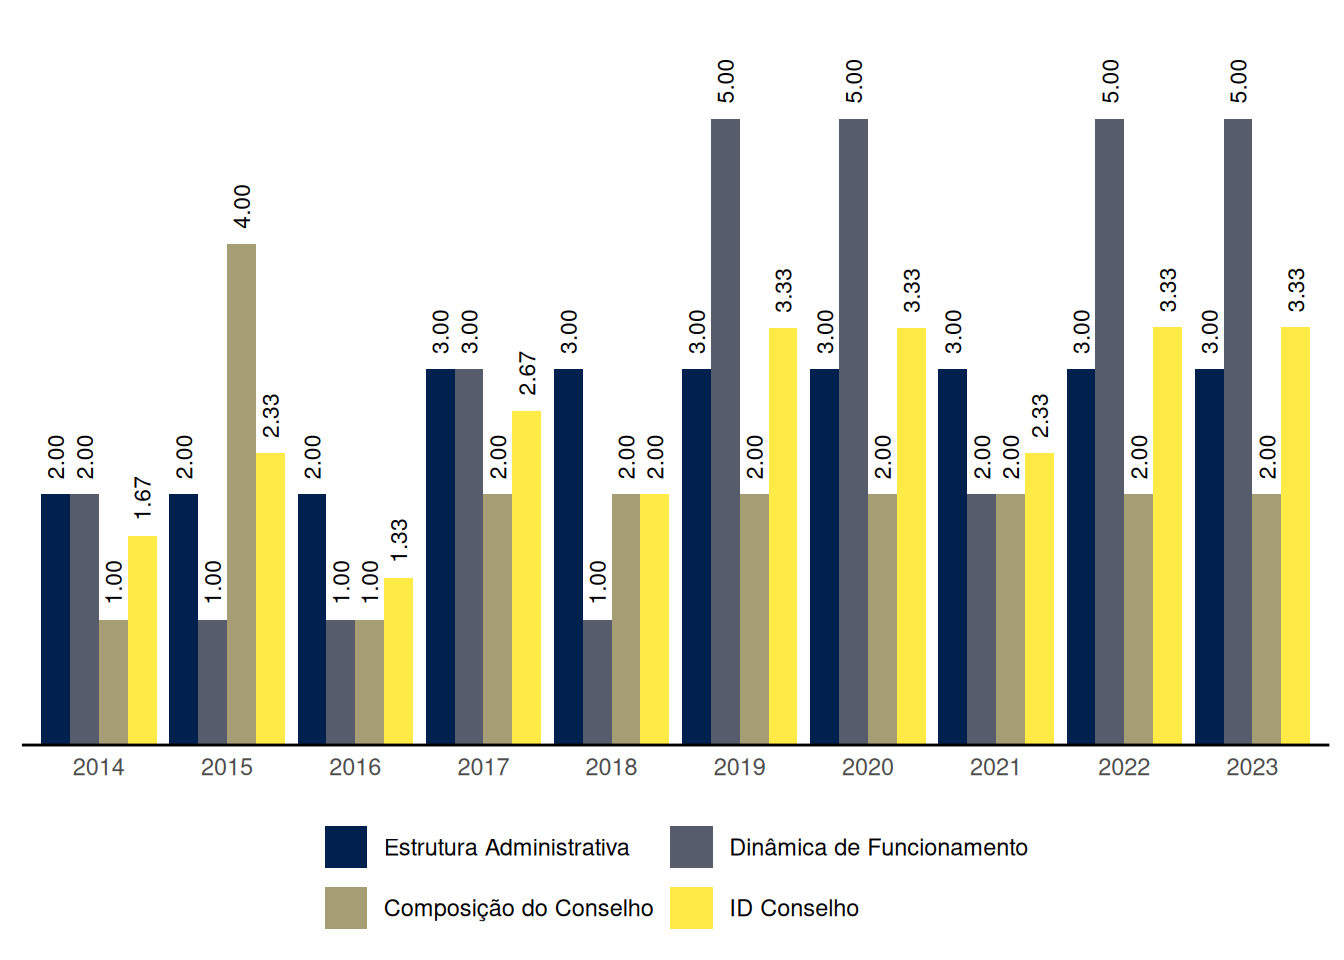 2.00 2.00 1.00 1.67 2.00 1.00 4.00 2.33 2.00 1.00 1.00 1.33 3.00 3.00 2.00 2.67 3.00 1.00 2.00 2.00 3.00 5.00 2.00 3.33 3.00 5.00 2.00 3.33 3.00 2.00 2.00 2.33 3.00 5.00 2.00 3.33 3.00 5.00 2.00 3.33
2014 2015 2016 2017 2018 2019 2020 2021 2022 2023
Estrutura Administrativa Dinâmica de Funcionamento
Composição do Conselho ID Conselho